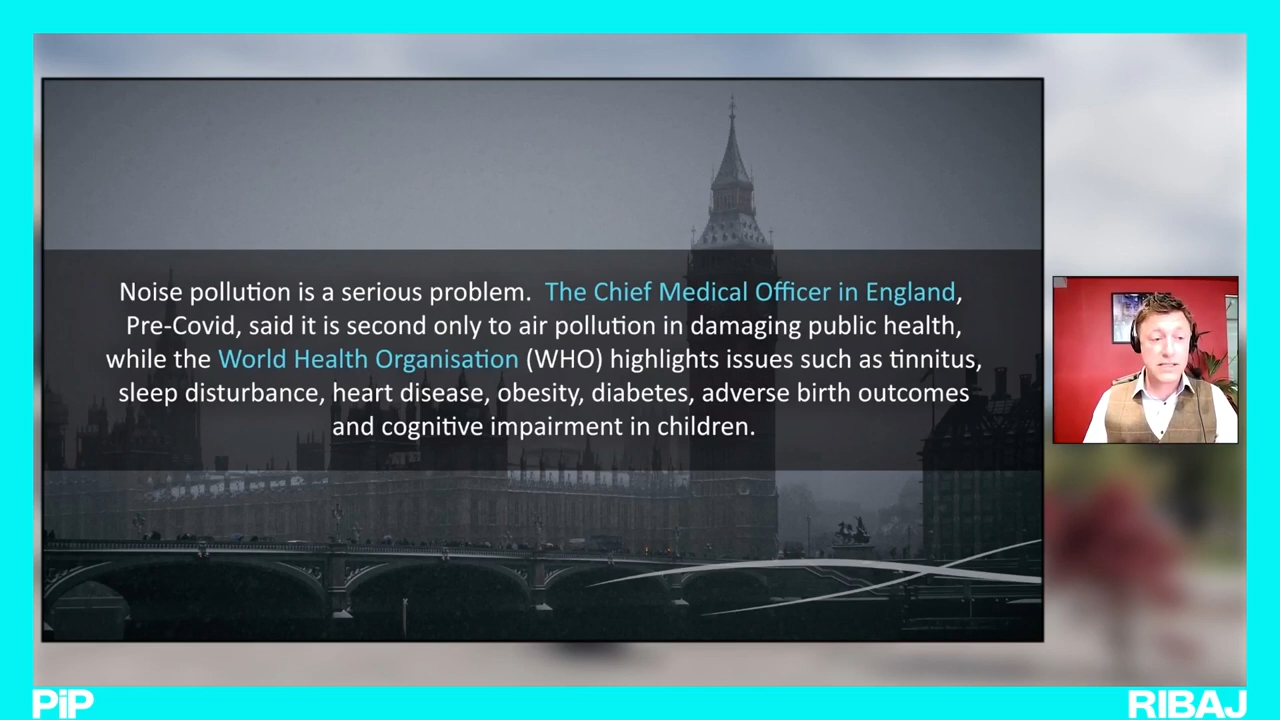 Noise pollution is a serious problem. The Chief Medical Officer in England,
Pre-Covid, said it is second only to air pollution in damaging public health,
while the World Health Organisation (WHO) highlights issues such as tinnitus,
sleep disturbance, heart disease, obesity, diabetes, adverse birth outcomes
and cognitive impairment in children.
PiP
RIBAJ